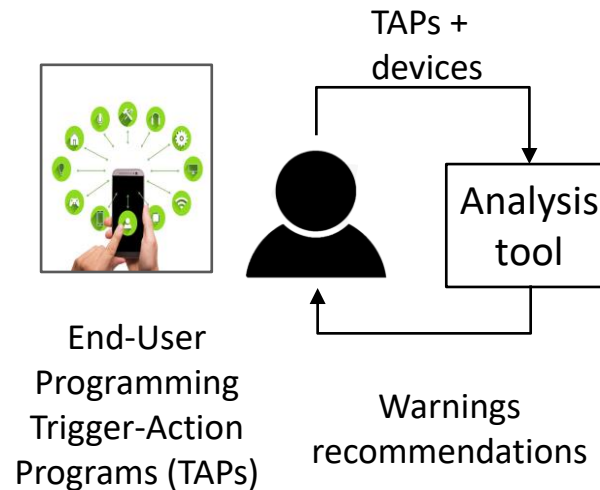 TAPs +
devices
Analysis
tool
End-User
Programming
Trigger-Action
Programs (TAPs)
Warnings
recommendations